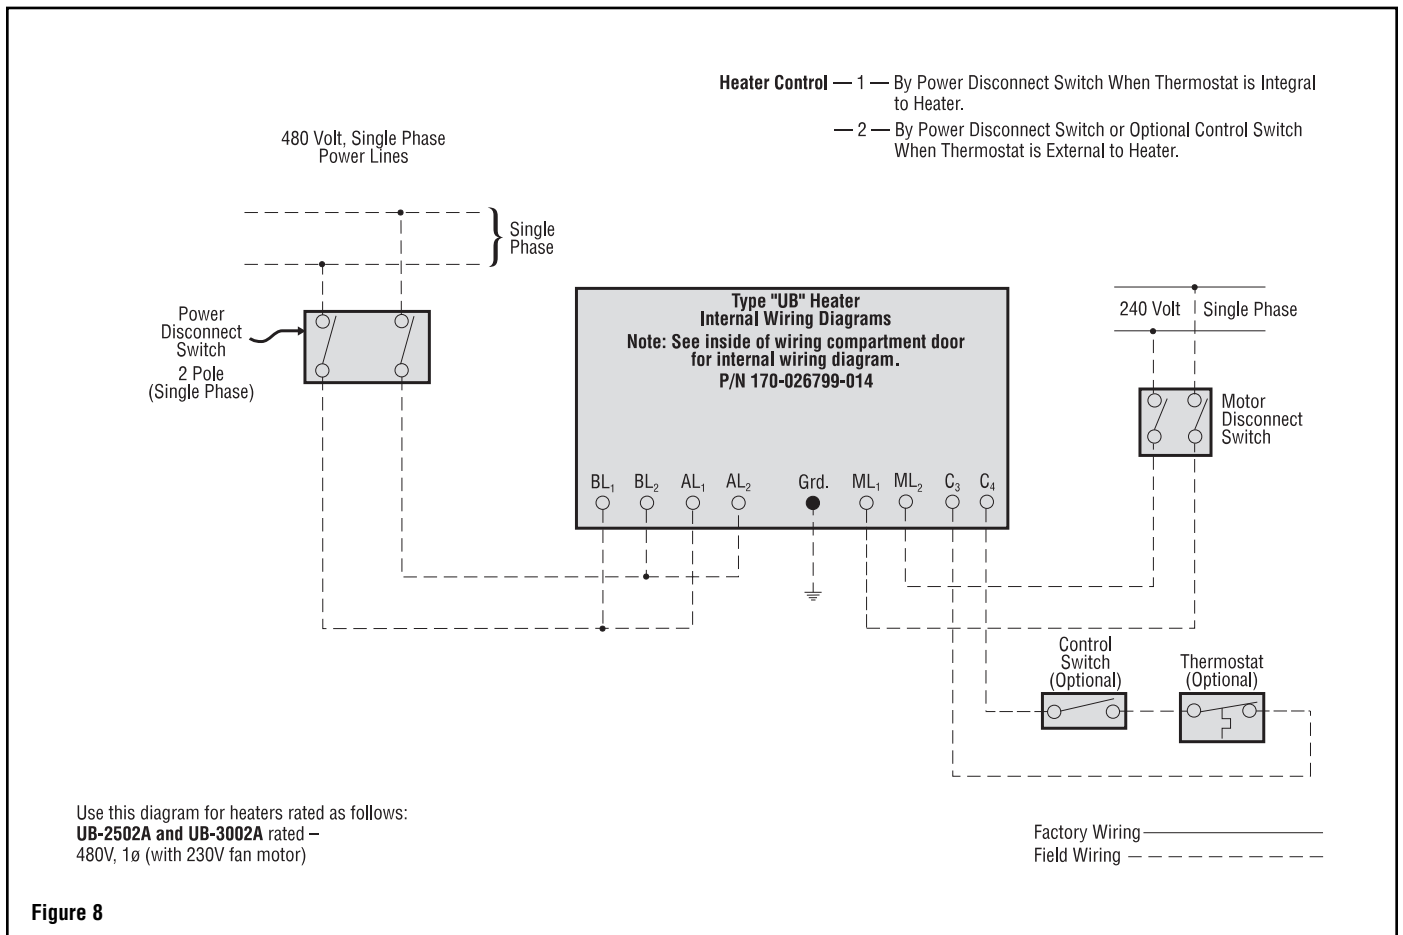 Heater Control — 1 — By Power Disconnect Switch When Thermostat is Integral
to Heater.
— 2 — By Power Disconnect Switch or Optional Control Switch
When Thermostat is External to Heater.
480 Volt, Single Phase
Power Lines
Single
Phase
Power
Disconnect
Switch
2 Pole
(Single Phase)
Type "UB" Heater
Internal Wiring Diagrams
Note: See inside of wiring compartment door
for internal wiring diagram.
P/N 170-026799-014
BL₁ BL₂ AL₁ AL₂ Grd. ML₁ ML₂ C₃ C₄
240 Volt Single Phase
Motor
Disconnect
Switch
Control
Switch
(Optional)
Thermostat
(Optional)
Use this diagram for heaters rated as follows:
UB-2502A and UB-3002A rated –
480V, 1ø (with 230V fan motor)
Factory Wiring
Field Wiring
Figure 8